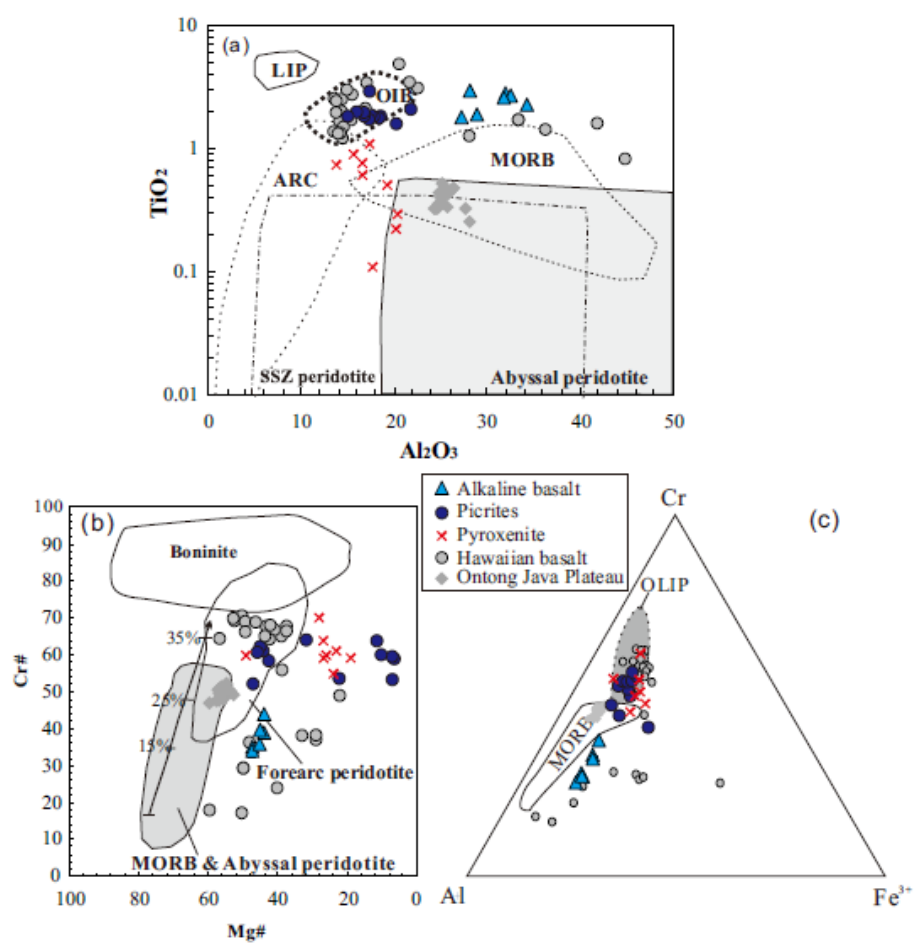 10
(a)
LIP
OIB
1
MORB
ARC
TiO2
0.1
SSZ peridotite
Abyssal peridotite
0.01
0
10
20
30
40
50
Al2O3
Alkaline basalt
Picrites
Pyroxenite
Hawaiian basalt
Ontong Java Plateau
100
(b)
90
Boninite
80
70
35%
60
50
25%
40
15%
30
Forearc peridotite
20
10
MORB & Abyssal peridotite
0
Cr#
100
80
60
40
20
0
Mg#
Cr
(c)
OLIP
MORB
Al
Fe3+